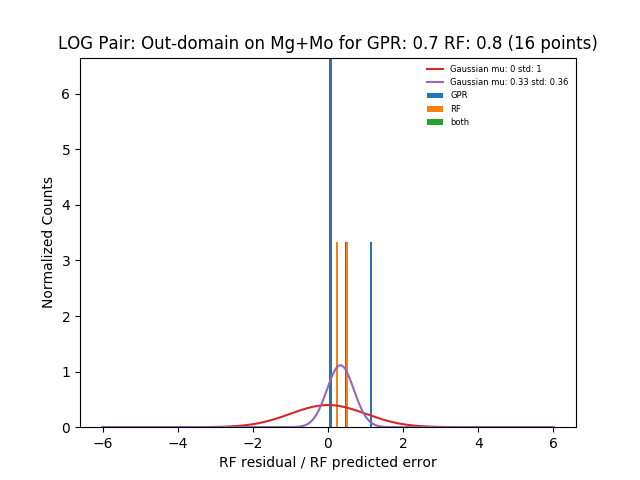 LOG Pair: Out-domain on Mg+Mo for GPR: 0.7 RF: 0.8 (16 points)
Gaussian mu: 0 std: 1
Gaussian mu: 0.33 std: 0.36
GPR
RF
both
Normalized Counts
6
5
4
3
2
1
0
−6 −4 −2 0 2 4 6
RF residual / RF predicted error